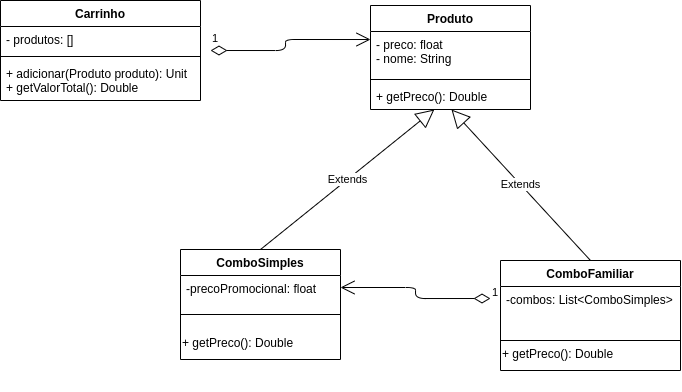 Carrinho
- produtos: []
+ adicionar(Produto produto): Unit
+ getValorTotal(): Double
1
Produto
- preco: float
- nome: String
+ getPreco(): Double
Extends
Extends
ComboSimples
-precoPromocional: float
+ getPreco(): Double
1
ComboFamiliar
-combos: List<ComboSimples>
+ getPreco(): Double